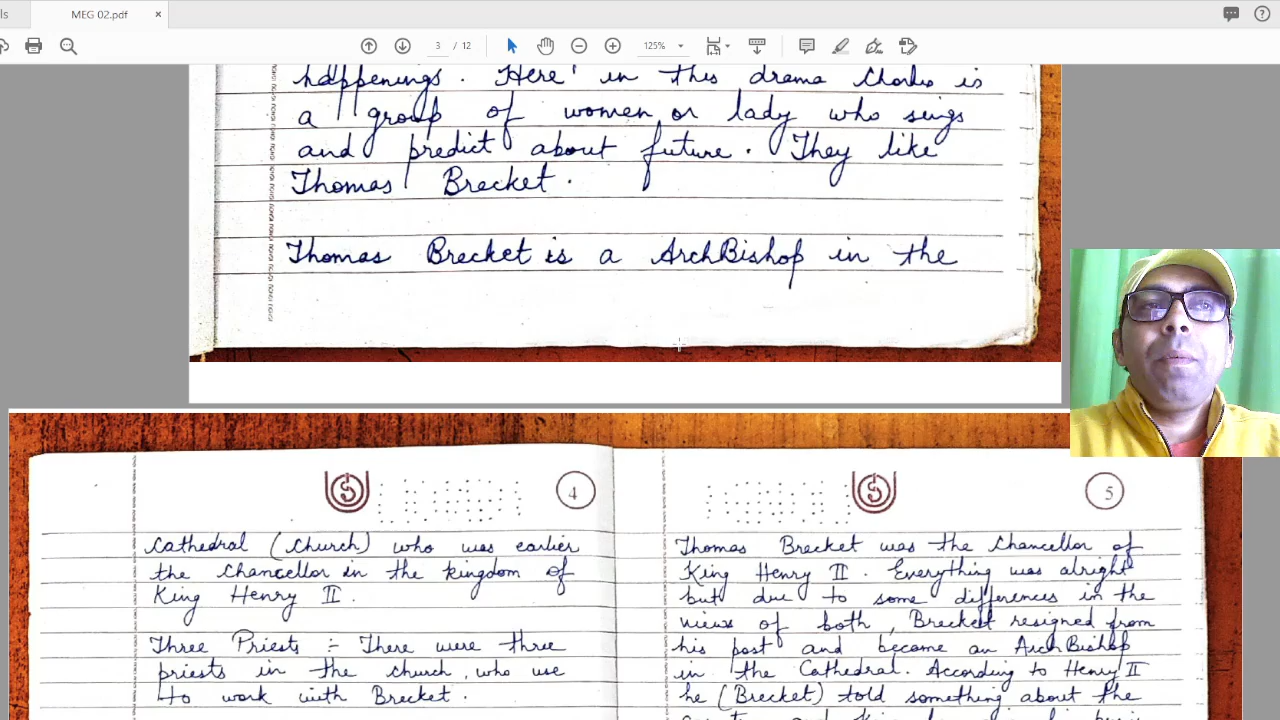 ls
MEG 02.pdf
×
3 / 12
125%
happenings. Here' in this drama Chorus is
a group of women or lady who sings
and predict about future. They like
Thomas Brecket.
Thomas Brecket is a ArchBishop in the
4
Cathedral (Church) who was earlier
the Chancellor in the kingdom of
King Henry II.
Three Priests :- There were three
priests in the church, who use
to work with Brecket.
5
Thomas Brecket was the Chancellor of
King Henry II. Everything was alright
but due to some differences in the
views of both, Brecket resigned from
his post and become an ArchBishop
in the Cathedral. According to Henry II
he (Brecket) told something about the